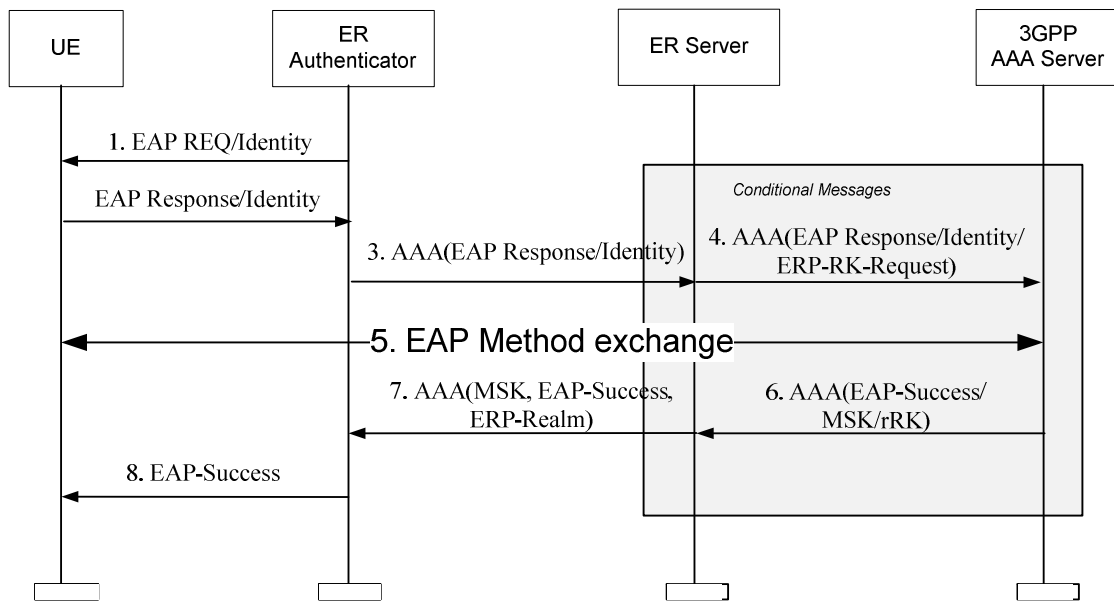 UE
ER
Authenticator
ER Server
3GPP
AAA Server
1. EAP REQ/Identity
Conditional Messages
EAP Response/Identity
3. AAA(EAP Response/Identity)
4. AAA(EAP Response/Identity/
ERP-RK-Request)
5. EAP Method exchange
7. AAA(MSK, EAP-Success,
ERP-Realm)
6. AAA(EAP-Success/
MSK/rRK)
8. EAP-Success